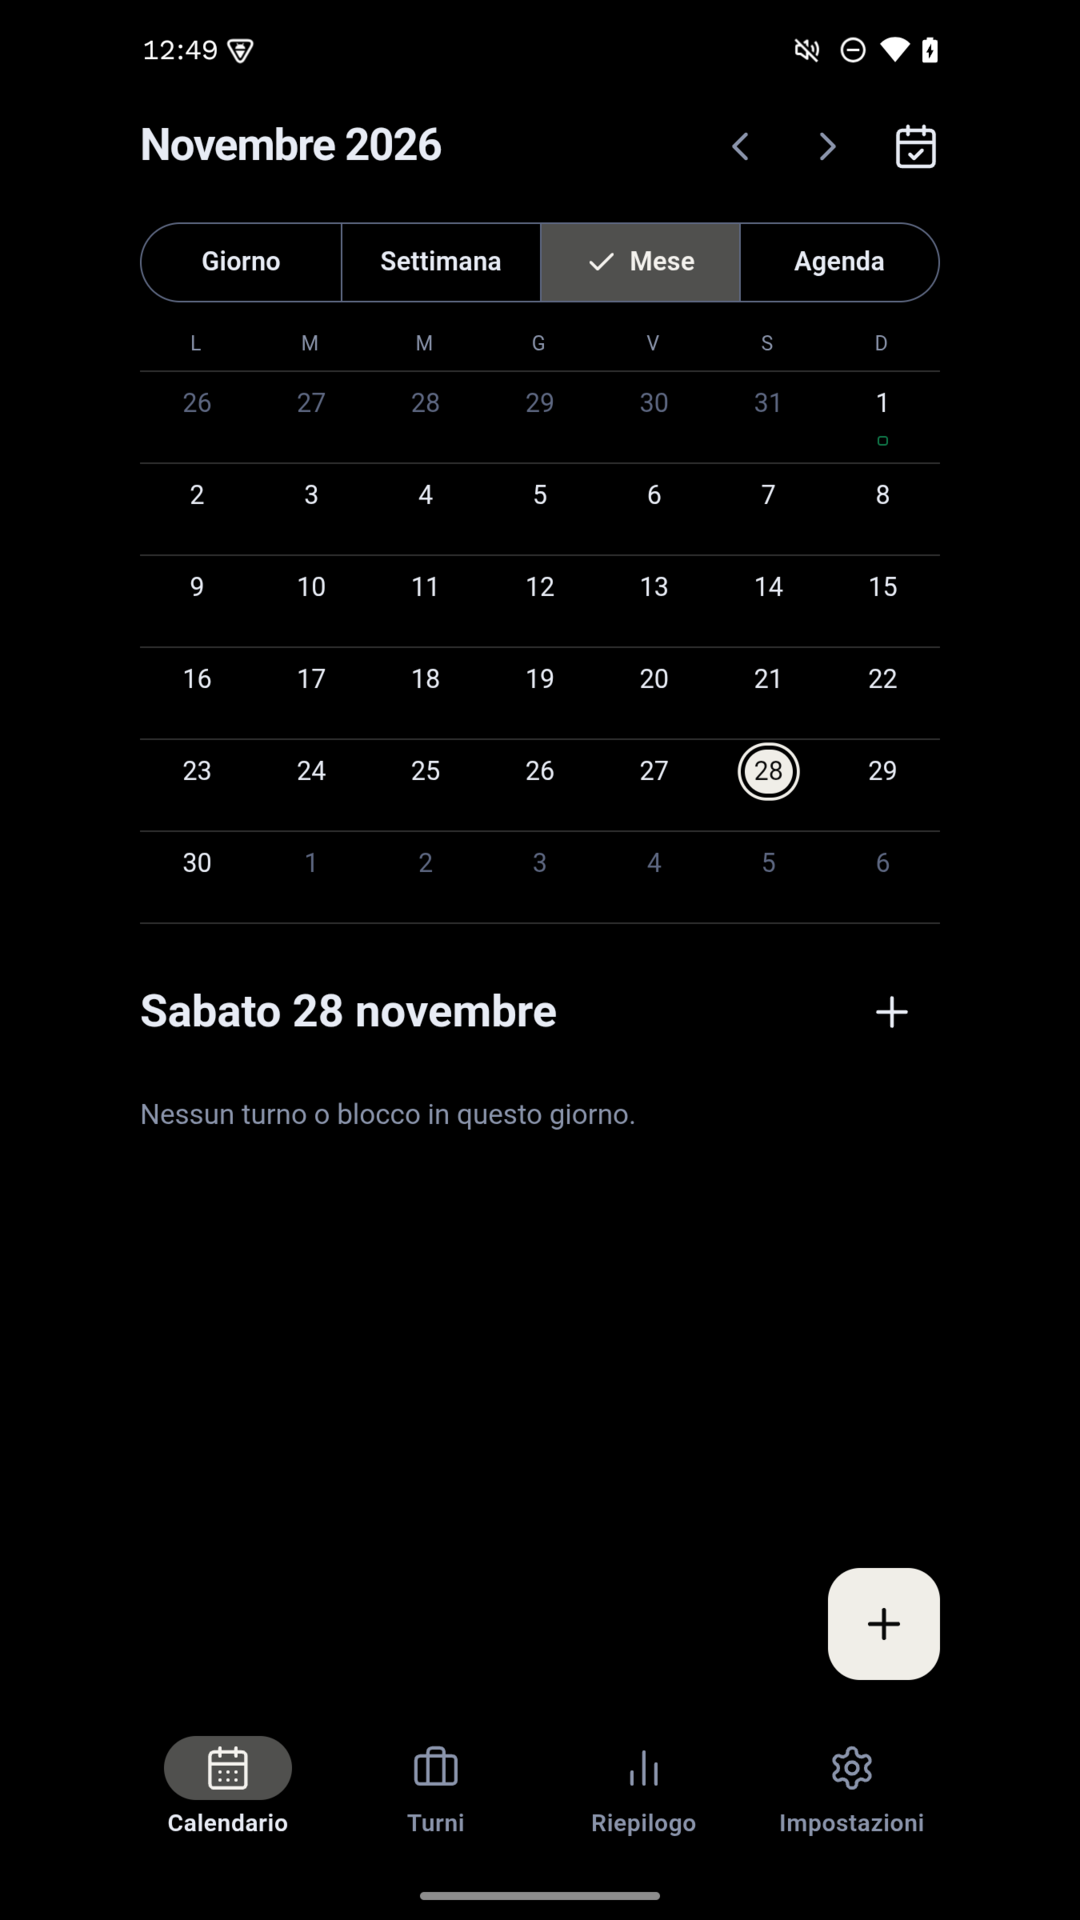 12:49
Novembre 2026
Giorno Settimana Mese Agenda
L M M G V S D
26 27 28 29 30 31 1
2 3 4 5 6 7 8
9 10 11 12 13 14 15
16 17 18 19 20 21 22
23 24 25 26 27 28 29
30 1 2 3 4 5 6
Sabato 28 novembre
Nessun turno o blocco in questo giorno.
Calendario Turni Riepilogo Impostazioni